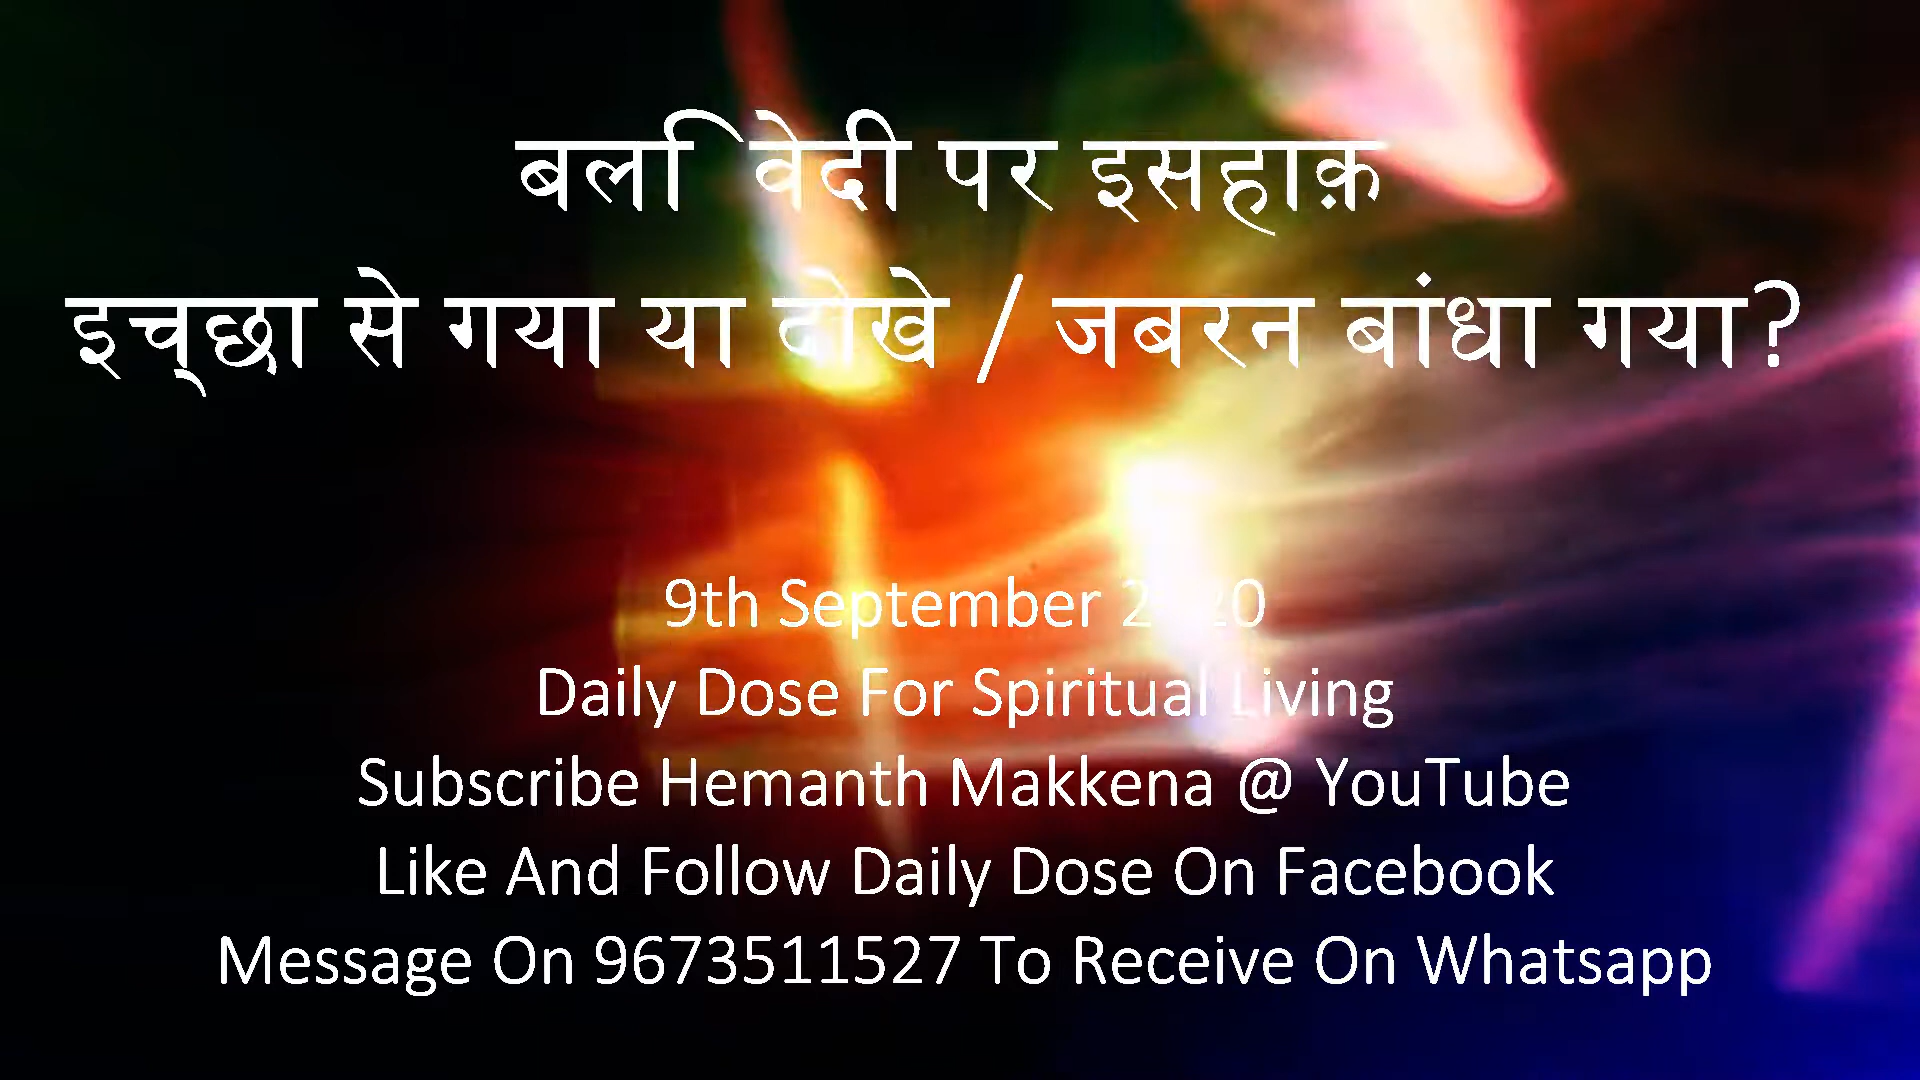 बलि वेदी पर इसहाक़
इच्छा से गया या दोखे / जबरन बांधा गया?
9th September 2020
Daily Dose For Spiritual Living
Subscribe Hemanth Makkena @ YouTube
Like And Follow Daily Dose On Facebook
Message On 9673511527 To Receive On Whatsapp